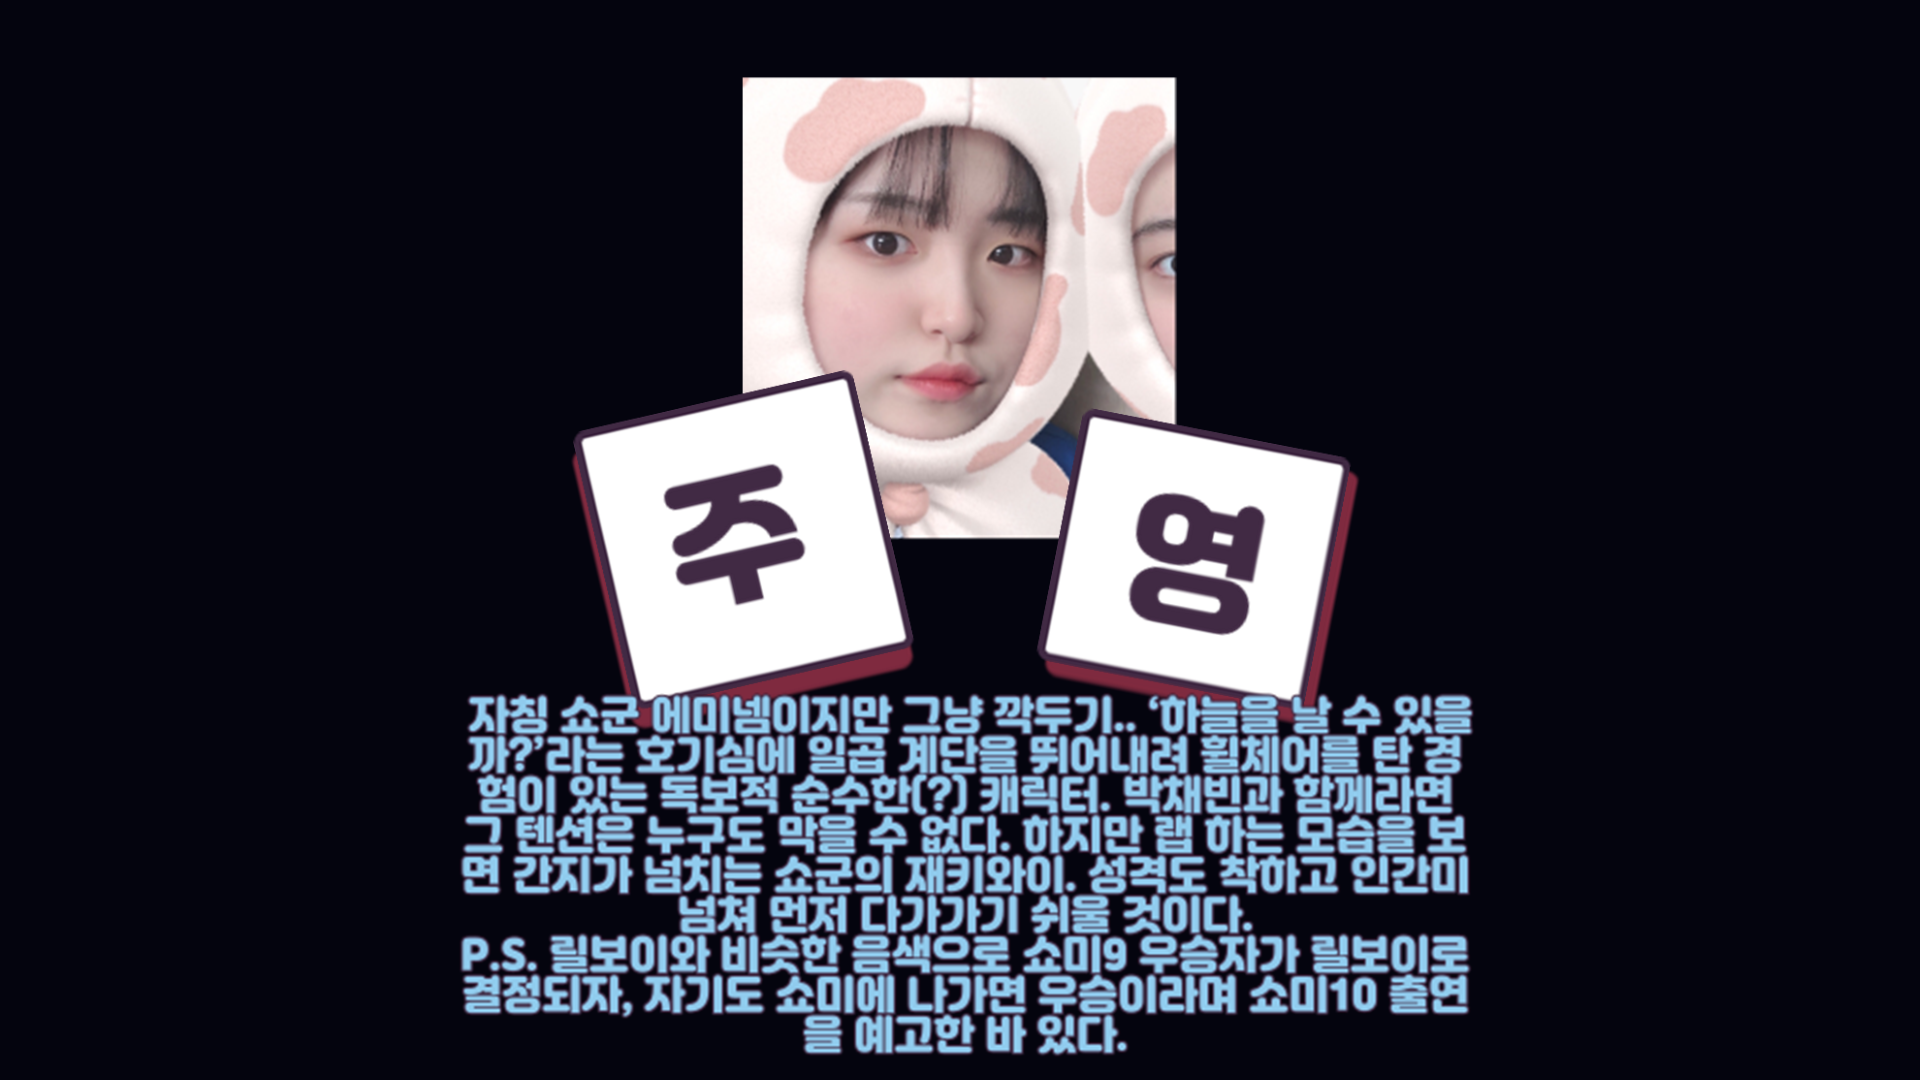 주
영
자칭 쇼군 에미넴이지만 그냥 깍두기.. ‘하늘을 날 수 있을
까?’라는 호기심에 일곱 계단을 뛰어내려 휠체어를 탄 경
험이 있는 독보적 순수한(?) 캐릭터. 박채빈과 함께라면
그 텐션은 누구도 막을 수 없다. 하지만 랩 하는 모습을 보
면 간지가 넘치는 쇼군의 재키와이. 성격도 착하고 인간미
넘쳐 먼저 다가가기 쉬울 것이다.
P.S. 릴보이와 비슷한 음색으로 쇼미9 우승자가 릴보이로
결정되자, 자기도 쇼미에 나가면 우승이라며 쇼미10 출연
을 예고한 바 있다.